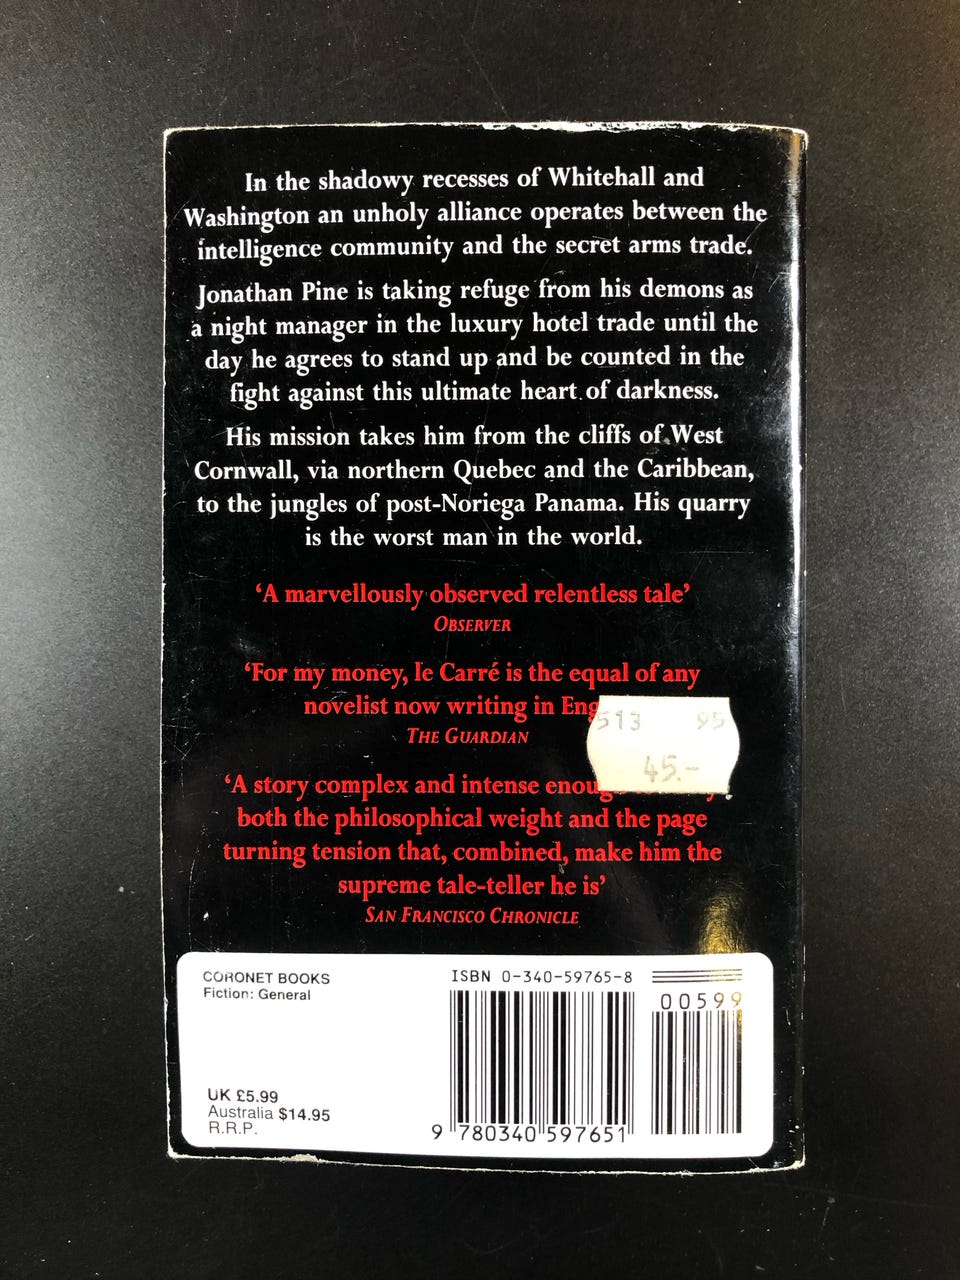 In the shadowy recesses of Whitehall and
Washington an unholy alliance operates between the
intelligence community and the secret arms trade.
Jonathan Pine is taking refuge from his demons as
a night manager in the luxury hotel trade until the
day he agrees to stand up and be counted in the
fight against this ultimate heart of darkness.
His mission takes him from the cliffs of West
Cornwall, via northern Quebec and the Caribbean,
to the jungles of post-Noriega Panama. His quarry
is the worst man in the world.
‘A marvellously observed relentless tale’
OBSERVER
‘For my money, le Carré is the equal of any
novelist now writing in
THE GUARDIAN
513 95
45.–
‘A story complex and intense
both the philosophical weight and the page
turning tension that, combined, make him the
supreme tale-teller he is’
SAN FRANCISCO CHRONICLE
CORONET BOOKS
Fiction: General
ISBN 0-340-59765-8
00599
UK £5.99
Australia $14.95
R.R.P.
9 780340 597651